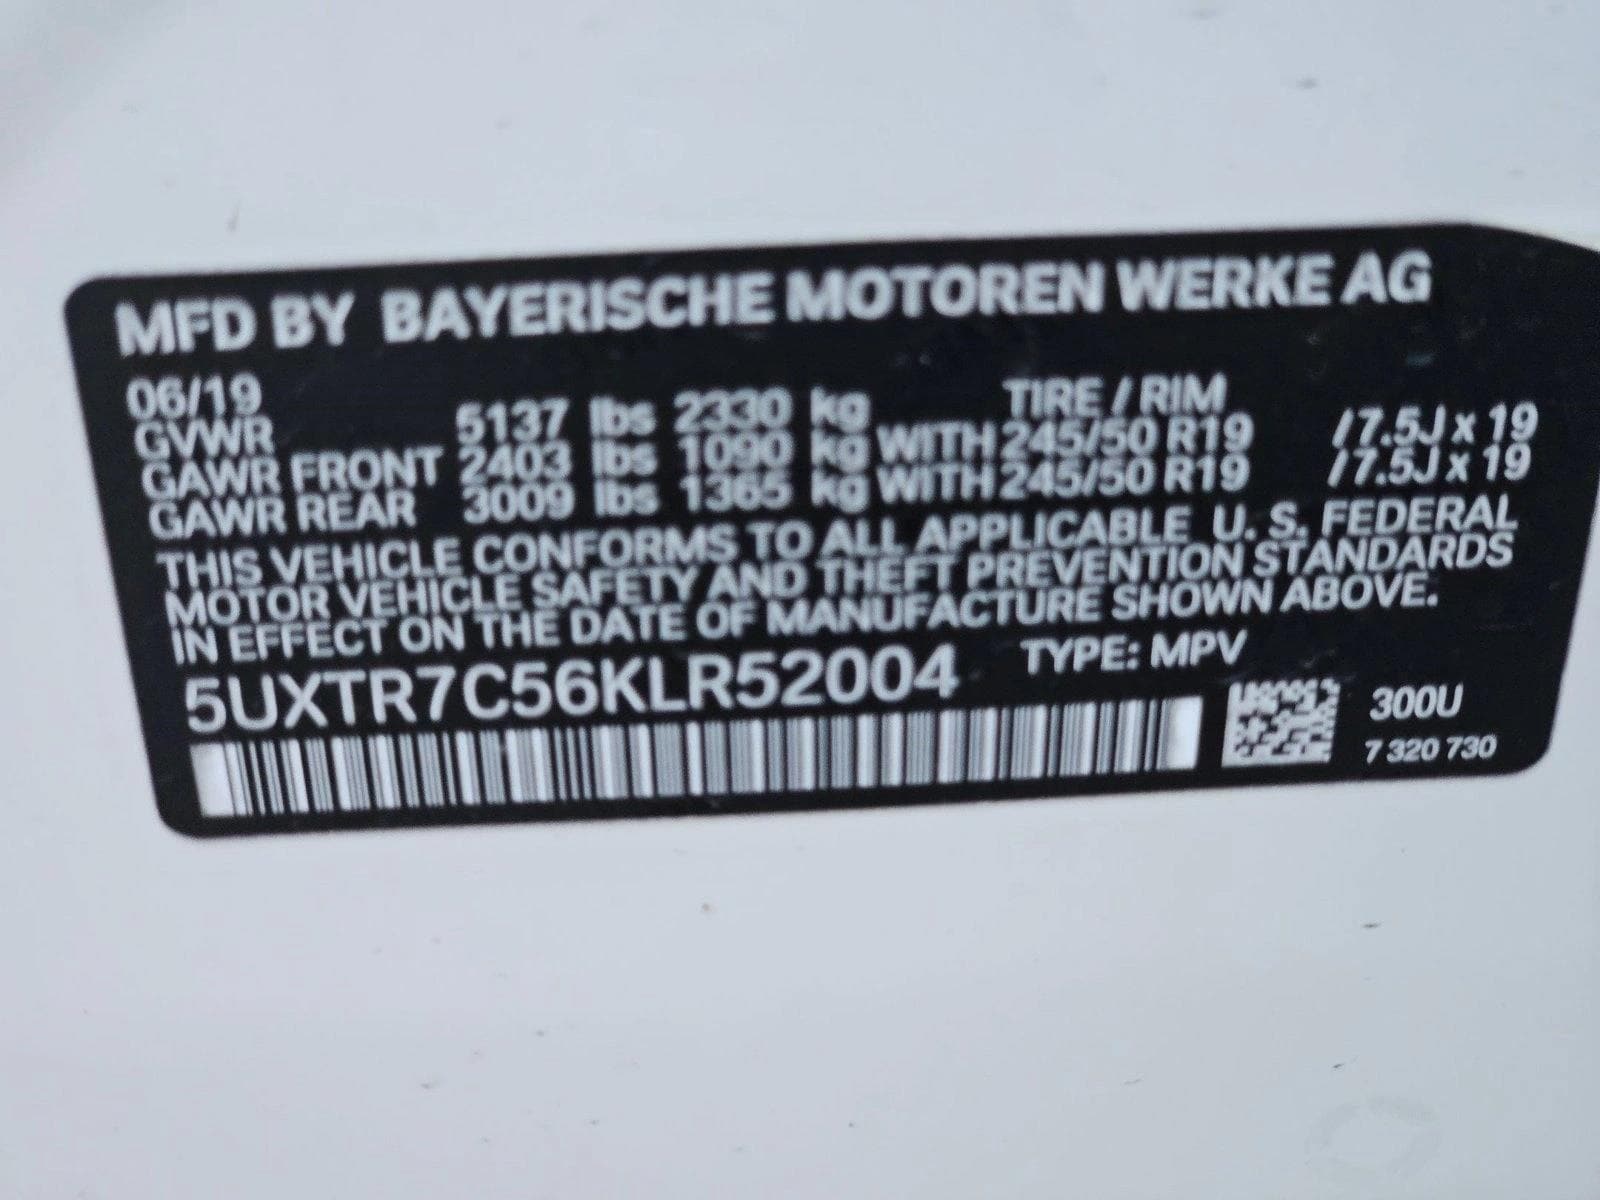 MFD BY BAYERISCHE MOTOREN WERKE AG
06/19 TIRE / RIM
GVWR 5137 lbs 2330 kg
GAWR FRONT 2403 lbs 1090 kg WITH 245/50 R19 /7.5J x 19
GAWR REAR 3009 lbs 1365 kg WITH 245/50 R19 /7.5J x 19
THIS VEHICLE CONFORMS TO ALL APPLICABLE U. S. FEDERAL
MOTOR VEHICLE SAFETY AND THEFT PREVENTION STANDARDS
IN EFFECT ON THE DATE OF MANUFACTURE SHOWN ABOVE.
5UXTR7C56KLR52004 TYPE: MPV
300U
7 320 730